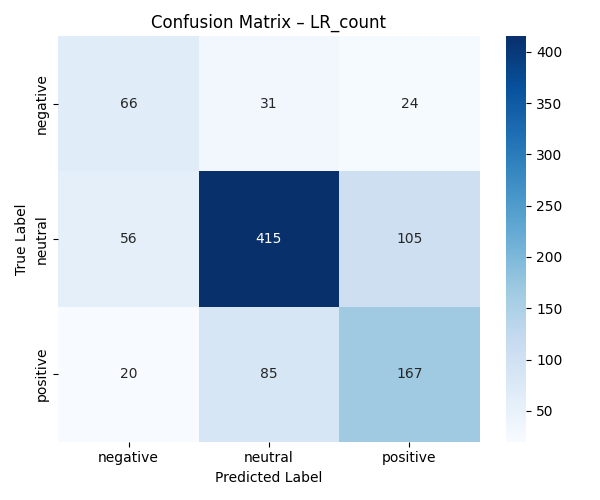 Confusion Matrix – LR_count
True Label
negative
66
31
24
neutral
56
415
105
positive
20
85
167
negative
neutral
positive
Predicted Label
400
350
300
250
200
150
100
50